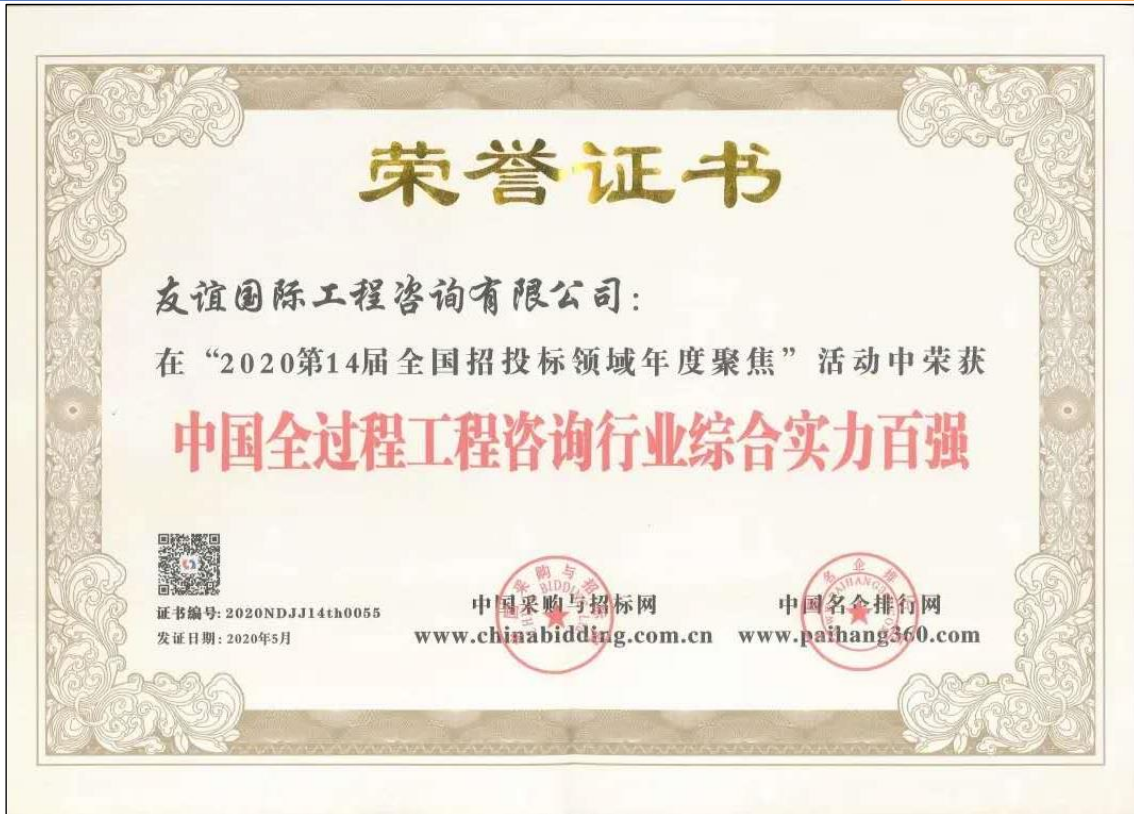 荣誉证书
友谊国际工程咨询有限公司：
在“2020第14届全国招投标领域年度聚焦”活动中荣获
中国全过程工程咨询行业综合实力百强
证书编号：2020NDJJ14th0055
发证日期：2020年5月
中国采购与招标网
www.chinabidding.com.cn
中国名企排行网
www.paihang360.com